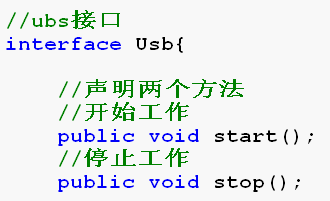 //ubs接口
interface Usb{
//声明两个方法
//开始工作
public void start();
//停止工作
public void stop();